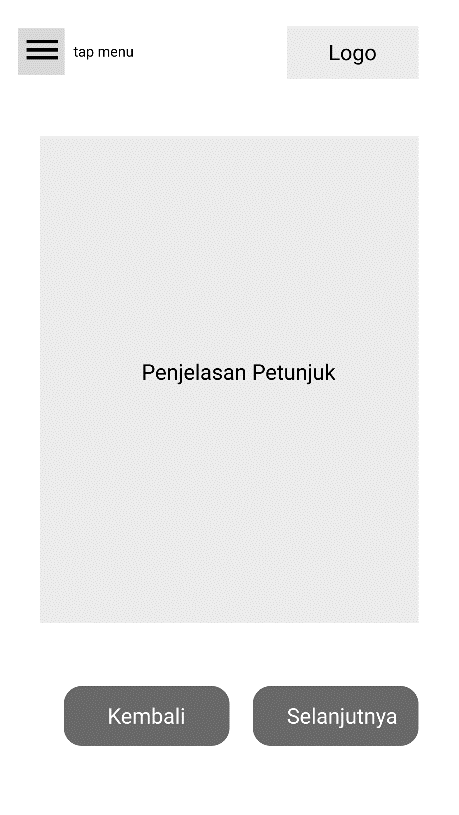 tap menu
Logo
Penjelasan Petunjuk
Kembali
Selanjutnya